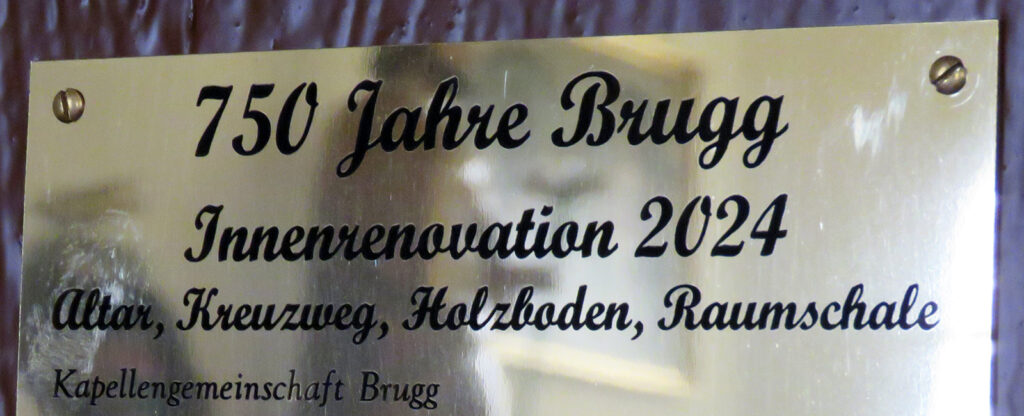 750 Jahre Brugg
Innenrenovation 2024
Altar, Kreuzweg, Holzboden, Raumschale
Kapellengemeinschaft Brugg